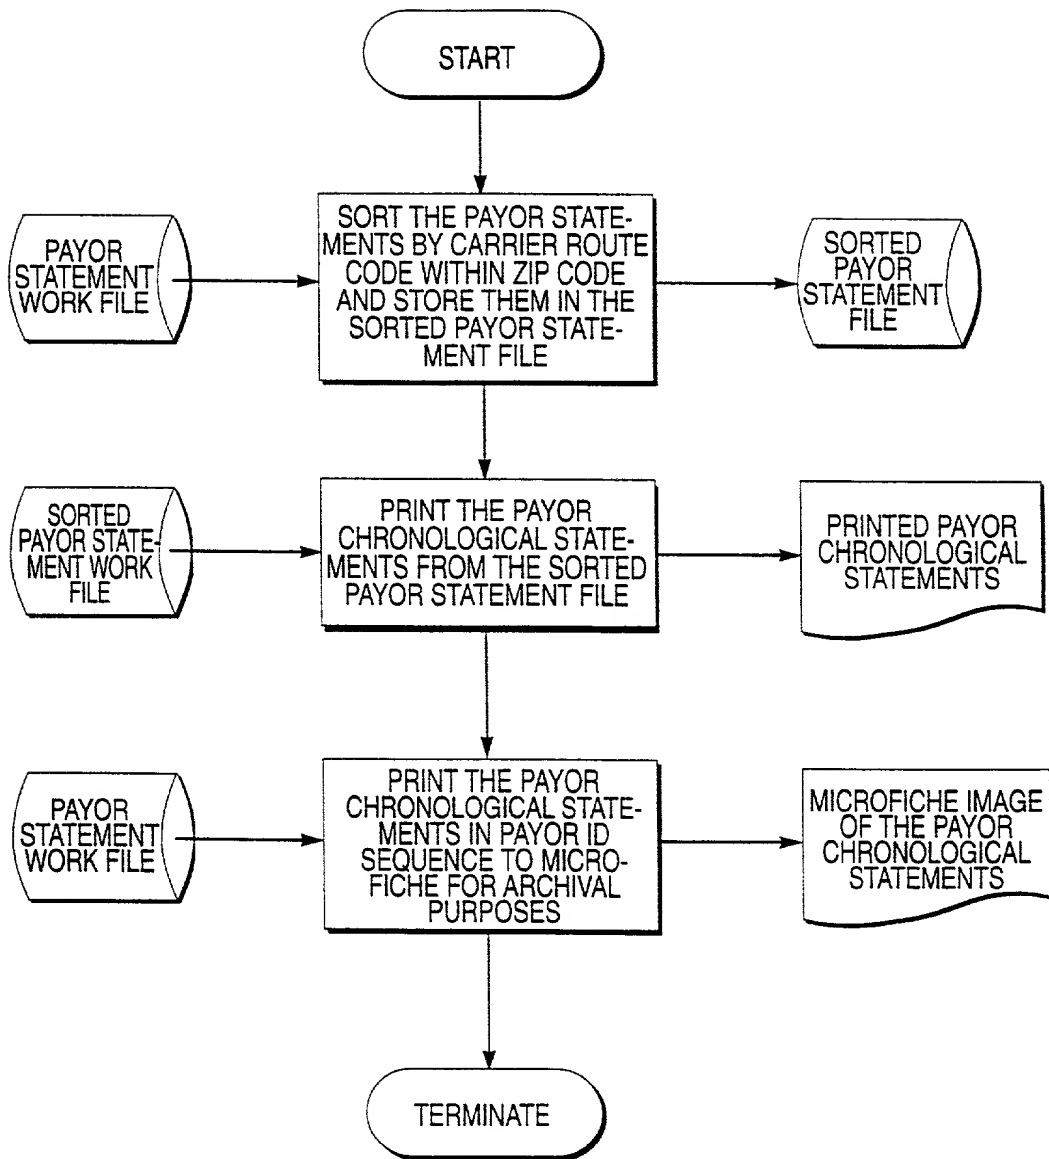 START
PAYOR
STATEMENT
WORK FILE
SORT THE PAYOR STATE-
MENTS BY CARRIER ROUTE
CODE WITHIN ZIP CODE
AND STORE THEM IN THE
SORTED PAYOR STATE-
MENT FILE
SORTED
PAYOR
STATEMENT
FILE
SORTED
PAYOR STATE-
MENT WORK
FILE
PRINT THE PAYOR
CHRONOLOGICAL STATE-
MENTS FROM THE SORTED
PAYOR STATEMENT FILE
PRINTED PAYOR
CHRONOLOGICAL
STATEMENTS
PAYOR
STATEMENT
WORK FILE
PRINT THE PAYOR
CHRONOLOGICAL STATE-
MENTS IN PAYOR ID
SEQUENCE TO MICRO-
FICHE FOR ARCHIVAL
PURPOSES
MICROFICHE IMAGE
OF THE PAYOR
CHRONOLOGICAL
STATEMENTS
TERMINATE